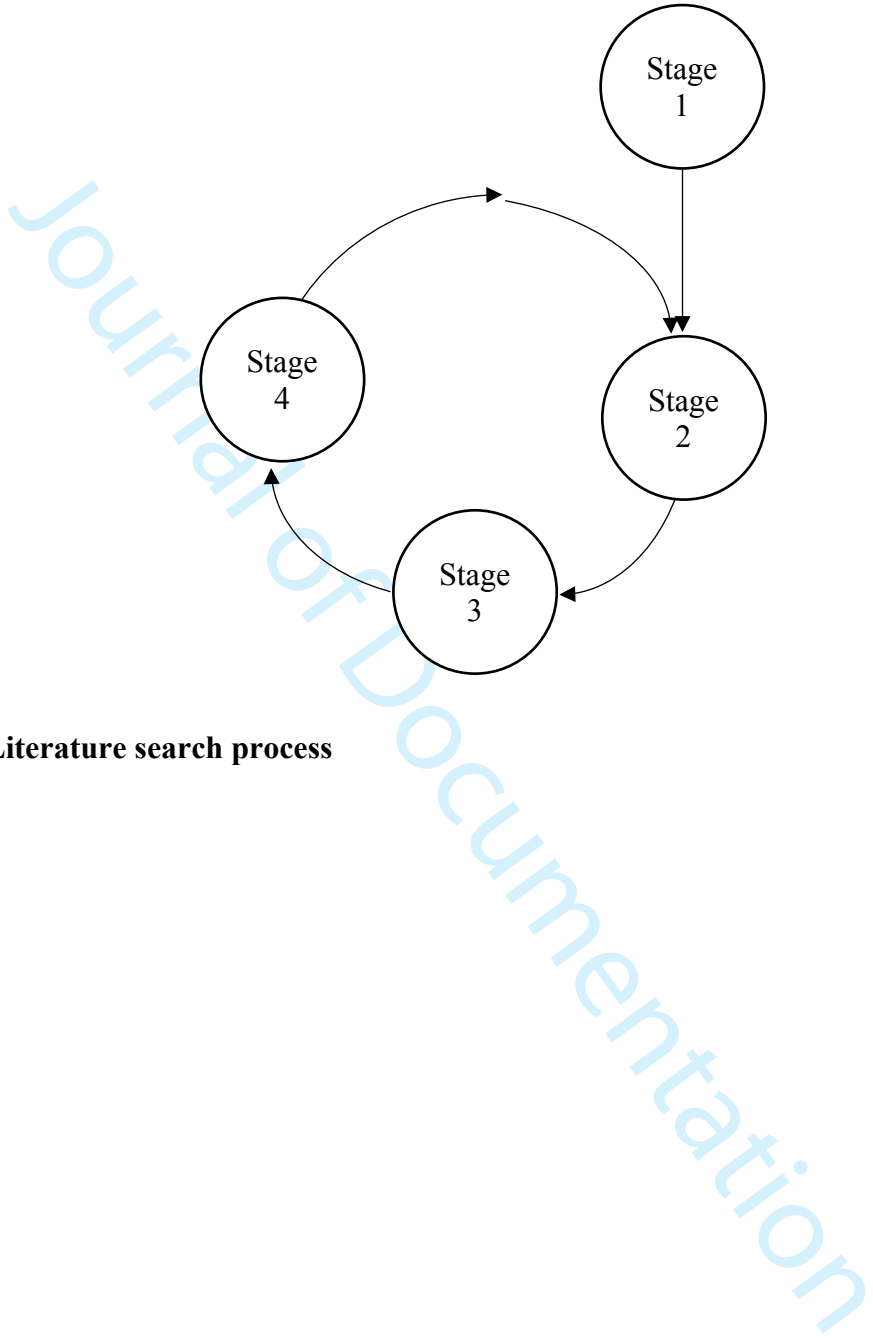 Stage
1
Stage
4
Stage
2
Stage
3
Literature search process
Journal of Documentation